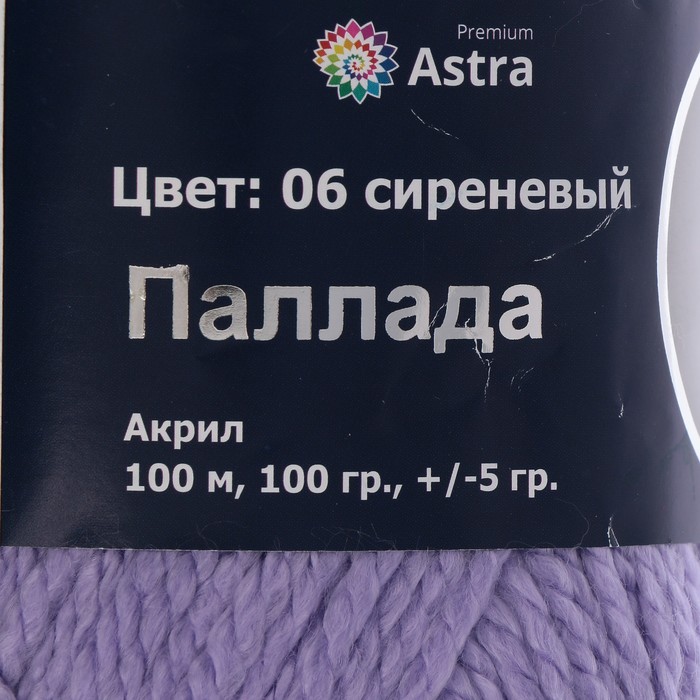 Premium
Astra
Цвет: 06 сиреневый
Паллада
Акрил
100 м, 100 гр., +/-5 гр.